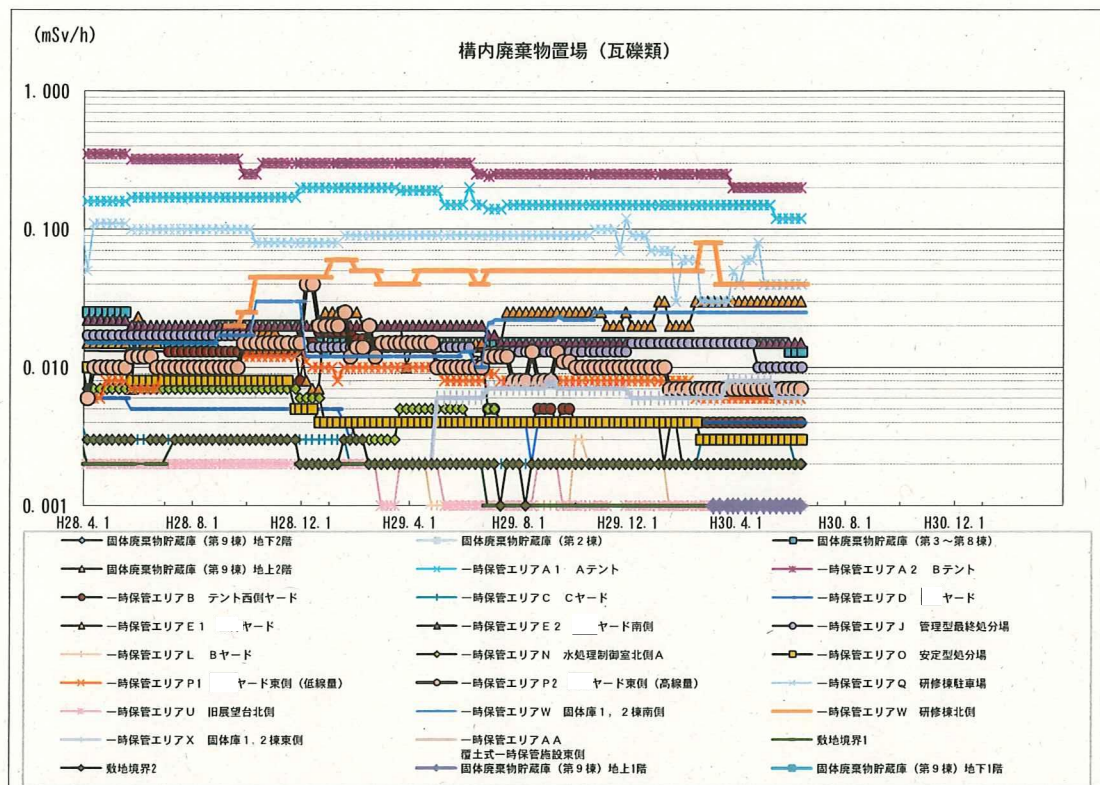 (mSv/h)
構内廃棄物置場（瓦礫類）
1.000
0.100
0.010
0.001
H28.4.1 H28.8.1 H28.12.1 H29.4.1 H29.8.1 H29.12.1 H30.4.1 H30.8.1 H30.12.1
固体廃棄物貯蔵庫（第9棟）地下2階 固体廃棄物貯蔵庫（第2棟） 固体廃棄物貯蔵庫（第3～第8棟）
固体廃棄物貯蔵庫（第9棟）地上2階 一時保管エリアA1 Aテント 一時保管エリアA2 Bテント
一時保管エリアB テント西側ヤード 一時保管エリアC Cヤード 一時保管エリアD ヤード
一時保管エリアE1 ヤード 一時保管エリアE2 ヤード南側 一時保管エリアJ 管理型最終処分場
一時保管エリアL Bヤード 一時保管エリアN 水処理制御室北側A 一時保管エリアO 安定型処分場
一時保管エリアP1 ヤード東側（低線量） 一時保管エリアP2 ヤード東側（高線量） 一時保管エリアQ 研修棟駐車場
一時保管エリアU 旧展望台北側 一時保管エリアW 固体庫1,2棟南側 一時保管エリアW 研修棟北側
一時保管エリアX 固体庫1,2棟東側 一時保管エリアAA 敷地境界1
覆土式一時保管施設東側
敷地境界2 固体廃棄物貯蔵庫（第9棟）地上1階 固体廃棄物貯蔵庫（第9棟）地下1階